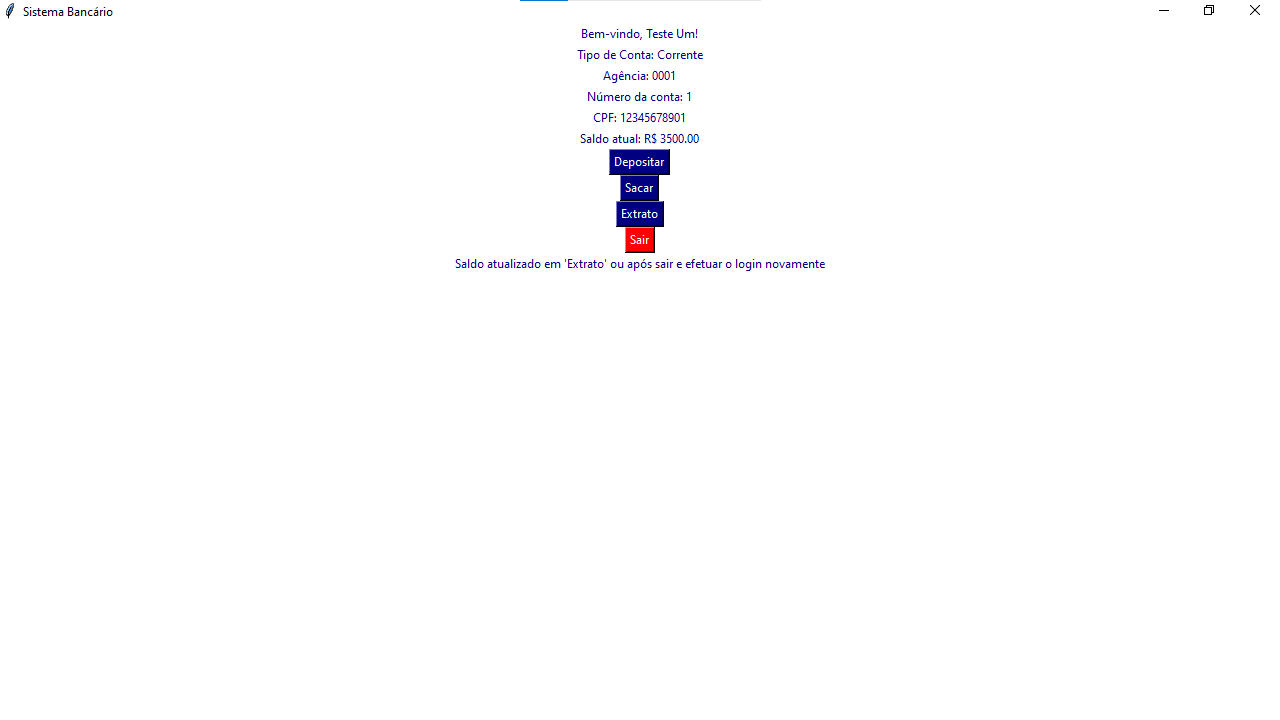 Sistema Bancário
Bem-vindo, Teste Um!
Tipo de Conta: Corrente
Agência: 0001
Número da conta: 1
CPF: 12345678901
Saldo atual: R$ 3500.00
Depositar
Sacar
Extrato
Sair
Saldo atualizado em 'Extrato' ou após sair e efetuar o login novamente